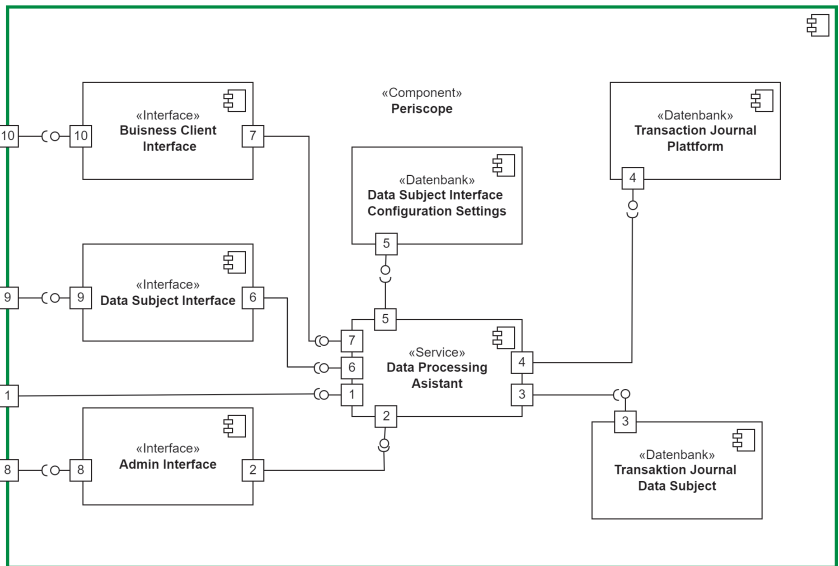 «Component»
Periscope
«Interface»
Buisness Client
Interface
10
10
7
«Datenbank»
Transaction Journal
Plattform
4
«Datenbank»
Data Subject Interface
Configuration Settings
5
«Interface»
Data Subject Interface
9
9
6
5
7
6
1
2
4
3
«Service»
Data Processing
Asistant
1
«Interface»
Admin Interface
8
8
2
3
«Datenbank»
Transaktion Journal
Data Subject